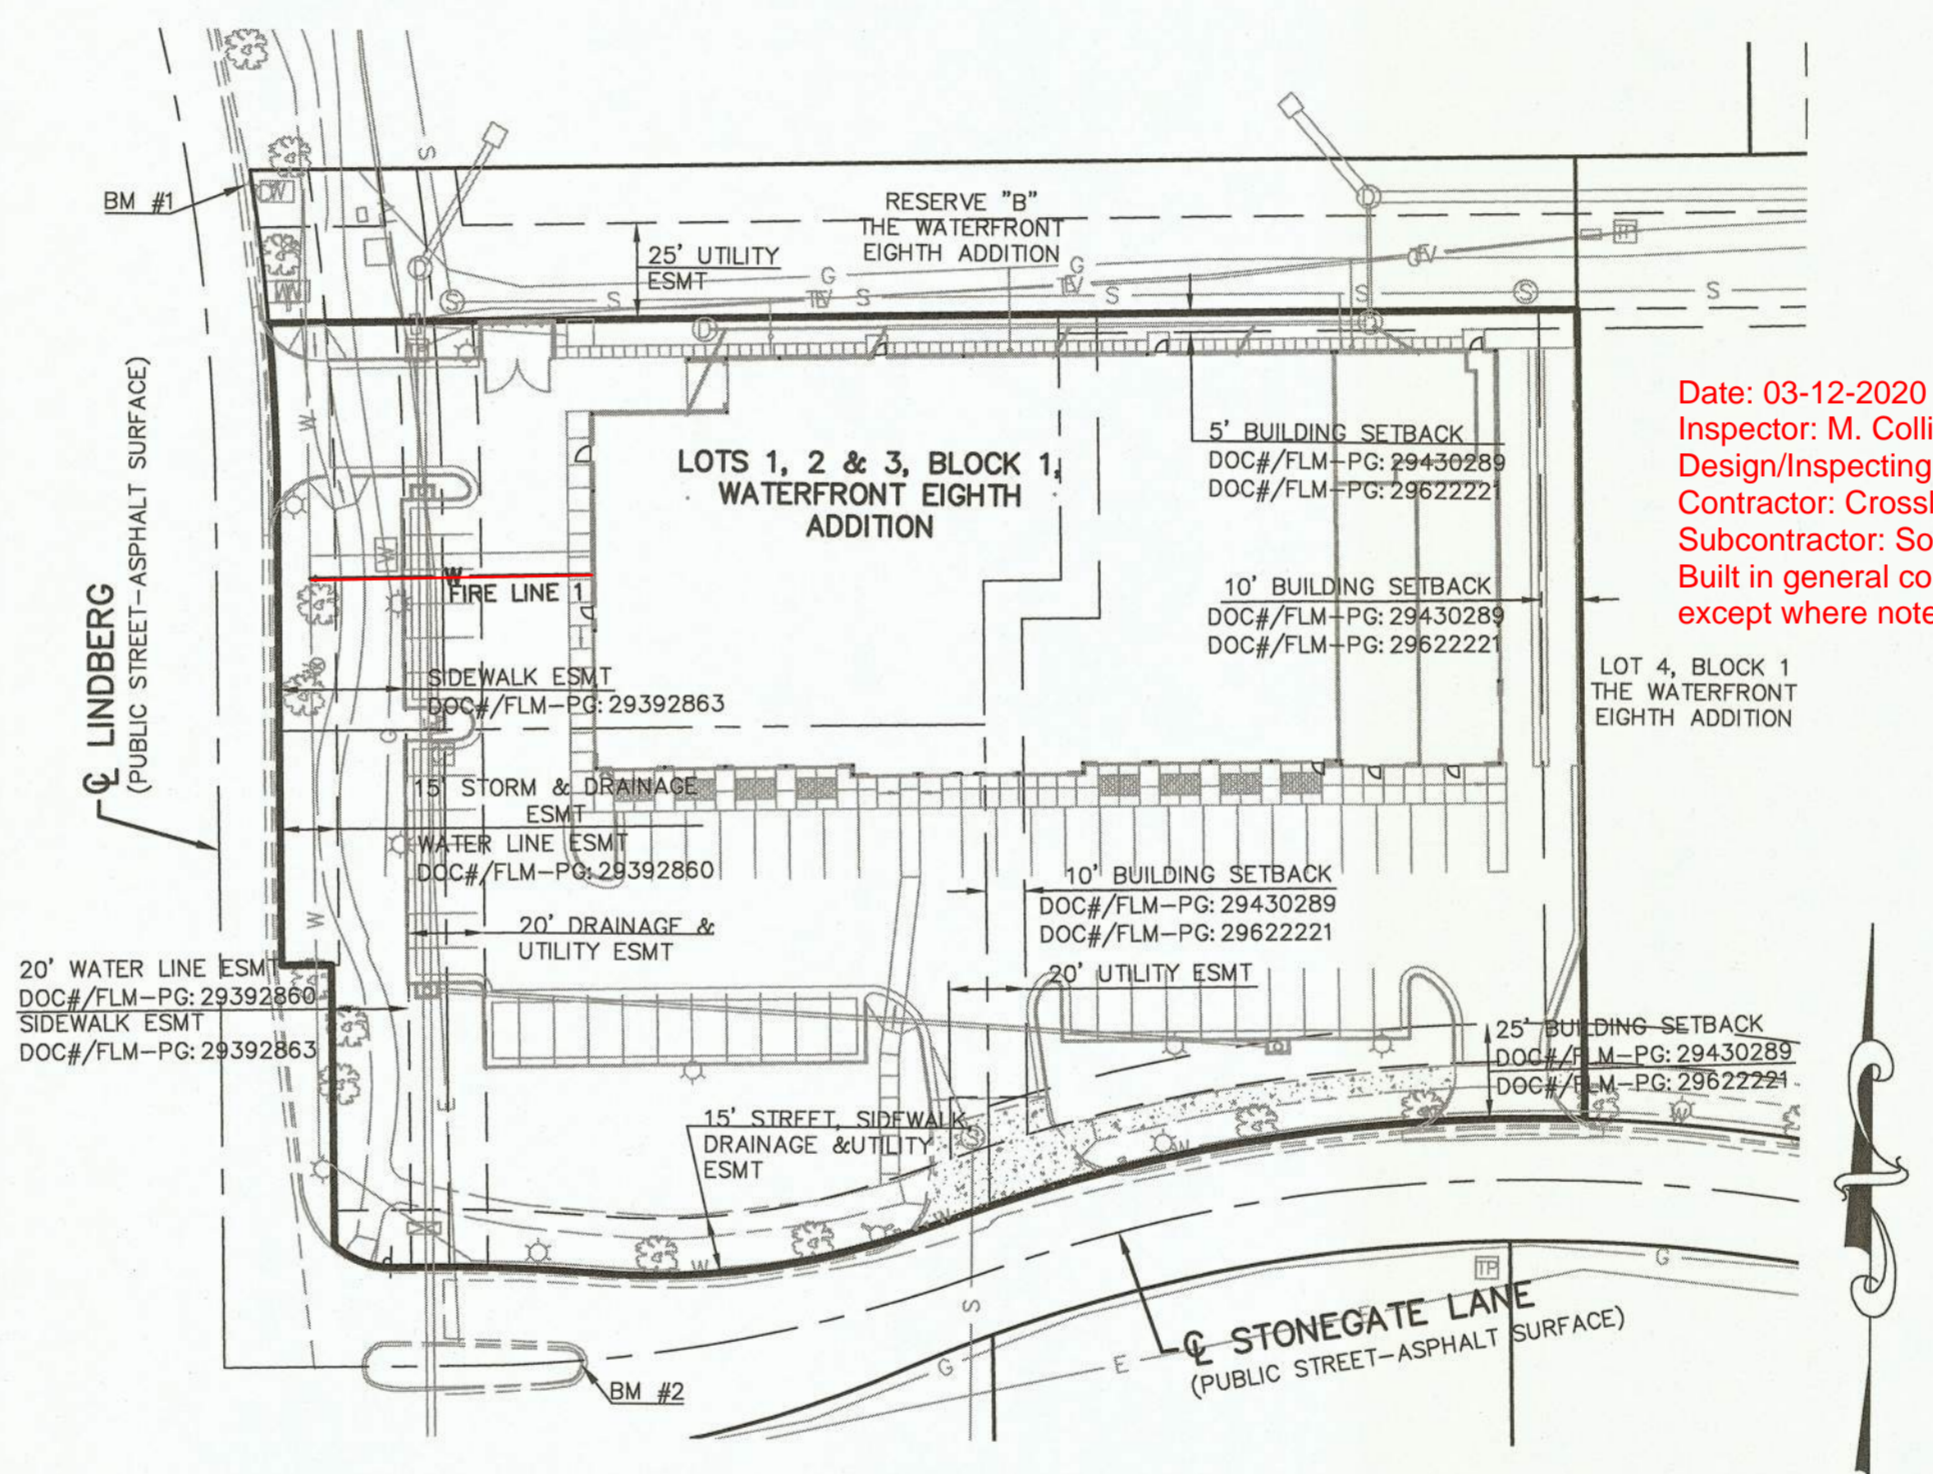 BM #1
RESERVE "B"
THE WATERFRONT
EIGHTH ADDITION
25' UTILITY
ESMT
LOTS 1, 2 & 3, BLOCK 1,
WATERFRONT EIGHTH
ADDITION
5' BUILDING SETBACK
DOC#/FLM-PG: 29430289
DOC#/FLM-PG: 29622221
Date: 03-12-2020
Inspector: M. Colli
Design/Inspecting
Contractor: Crossl
Subcontractor: So
Built in general co
except where note
10' BUILDING SETBACK
DOC#/FLM-PG: 29430289
DOC#/FLM-PG: 29622221
LOT 4, BLOCK 1
THE WATERFRONT
EIGHTH ADDITION
W
FIRE LINE 1
℄ LINDBERG
(PUBLIC STREET-ASPHALT SURFACE)
SIDEWALK ESMT
DOC#/FLM-PG: 29392863
15' STORM & DRAINAGE
ESMT
WATER LINE ESMT
DOC#/FLM-PG: 29392860
20' DRAINAGE &
UTILITY ESMT
10' BUILDING SETBACK
DOC#/FLM-PG: 29430289
DOC#/FLM-PG: 29622221
20' UTILITY ESMT
20' WATER LINE ESMT
DOC#/FLM-PG: 29392860
SIDEWALK ESMT
DOC#/FLM-PG: 29392863
25' BUILDING SETBACK
DOC#/FLM-PG: 29430289
DOC#/FLM-PG: 29622221
15' STREET, SIDEWALK,
DRAINAGE &UTILITY
ESMT
℄ STONEGATE LANE
(PUBLIC STREET-ASPHALT SURFACE)
TP
BM #2